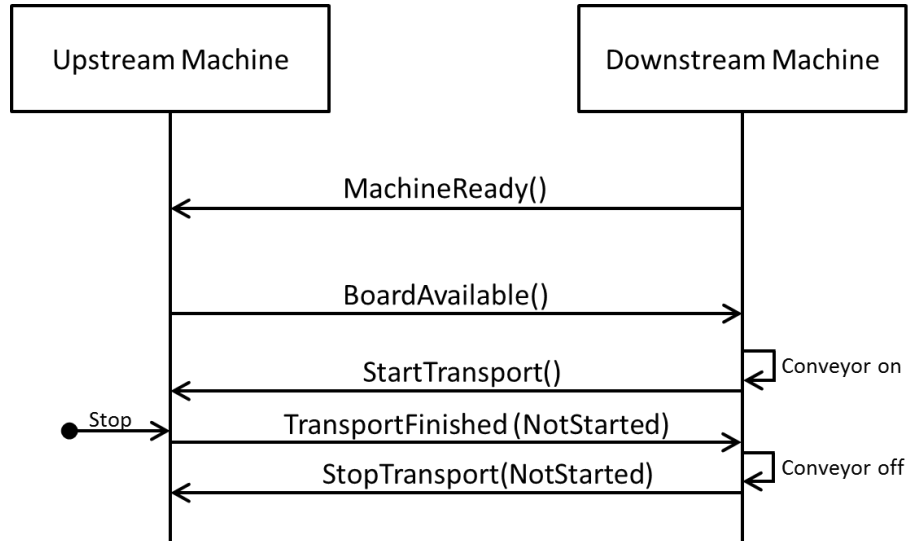 Upstream Machine
Downstream Machine
MachineReady()
BoardAvailable()
Conveyor on
StartTransport()
Stop
TransportFinished (NotStarted)
Conveyor off
StopTransport(NotStarted)